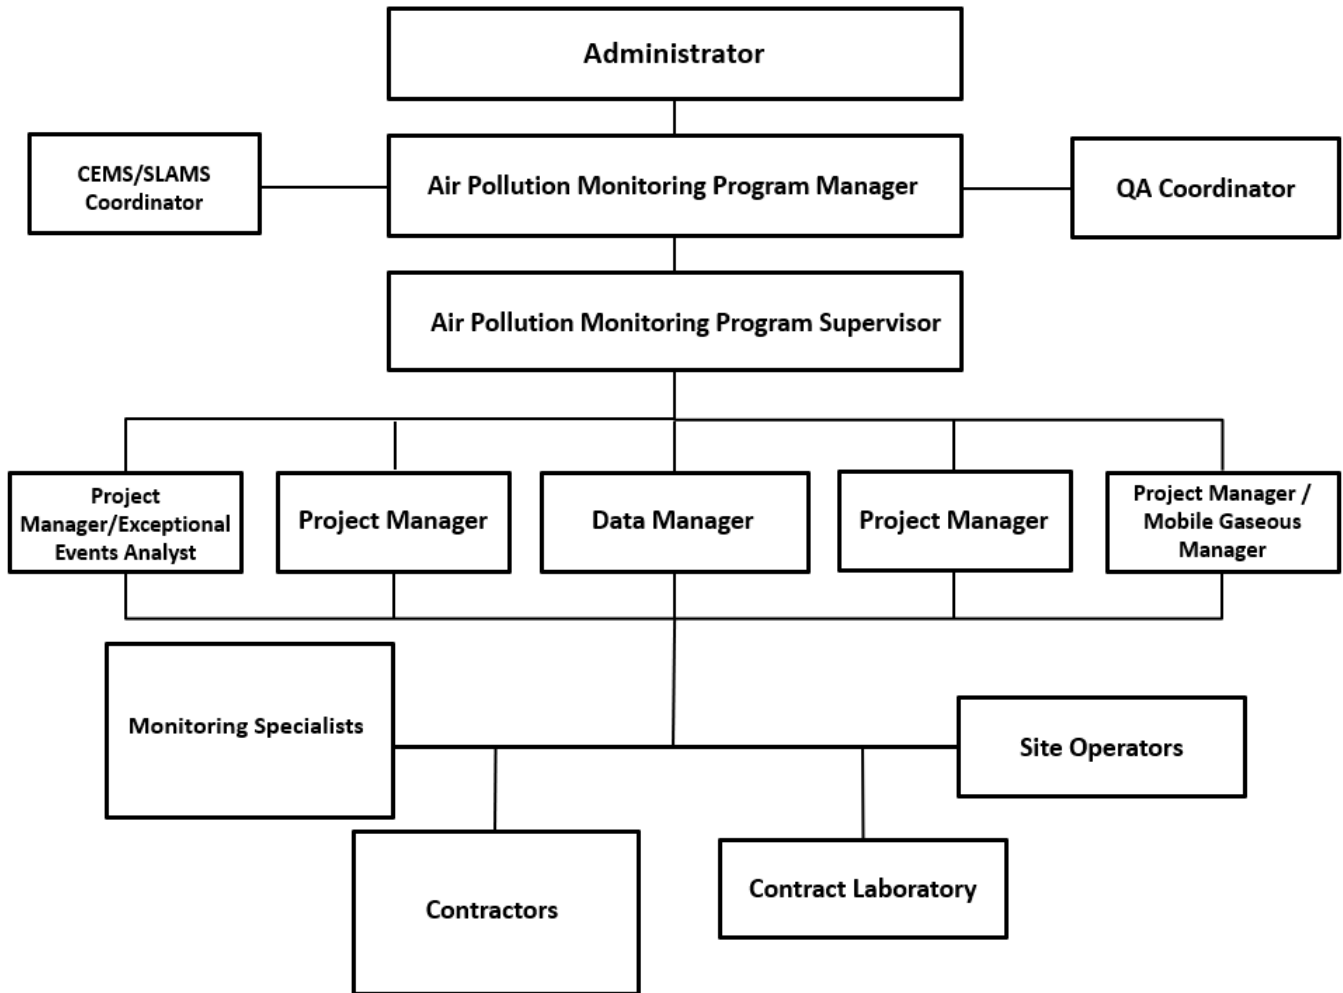 Administrator
CEMS/SLAMS
Coordinator
Air Pollution Monitoring Program Manager
QA Coordinator
Air Pollution Monitoring Program Supervisor
Project
Manager/Exceptional
Events Analyst
Project Manager
Data Manager
Project Manager
Project Manager /
Mobile Gaseous
Manager
Monitoring Specialists
Site Operators
Contractors
Contract Laboratory